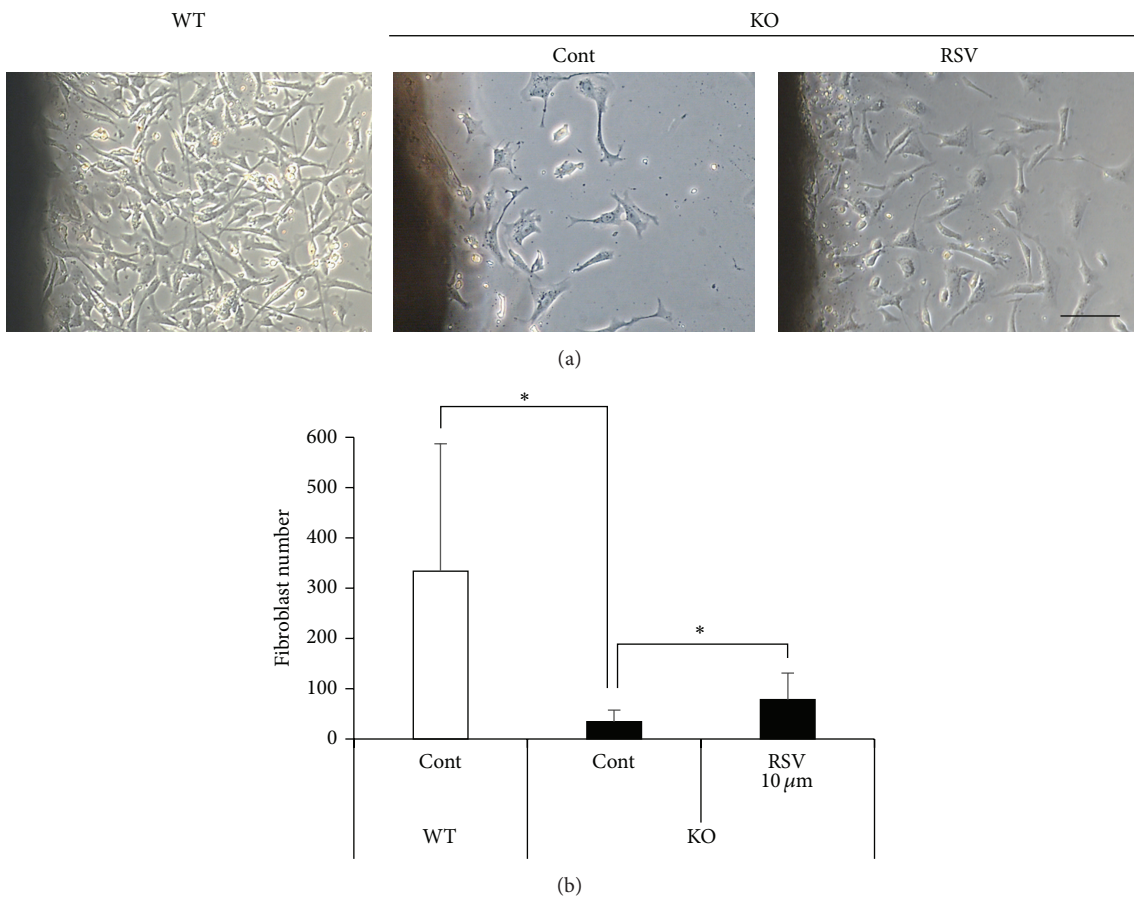 WT
KO
Cont
RSV
(a)
*
*
600
500
400
300
200
100
0
Fibroblast number
Cont
Cont
RSV
10 μm
WT
KO
(b)